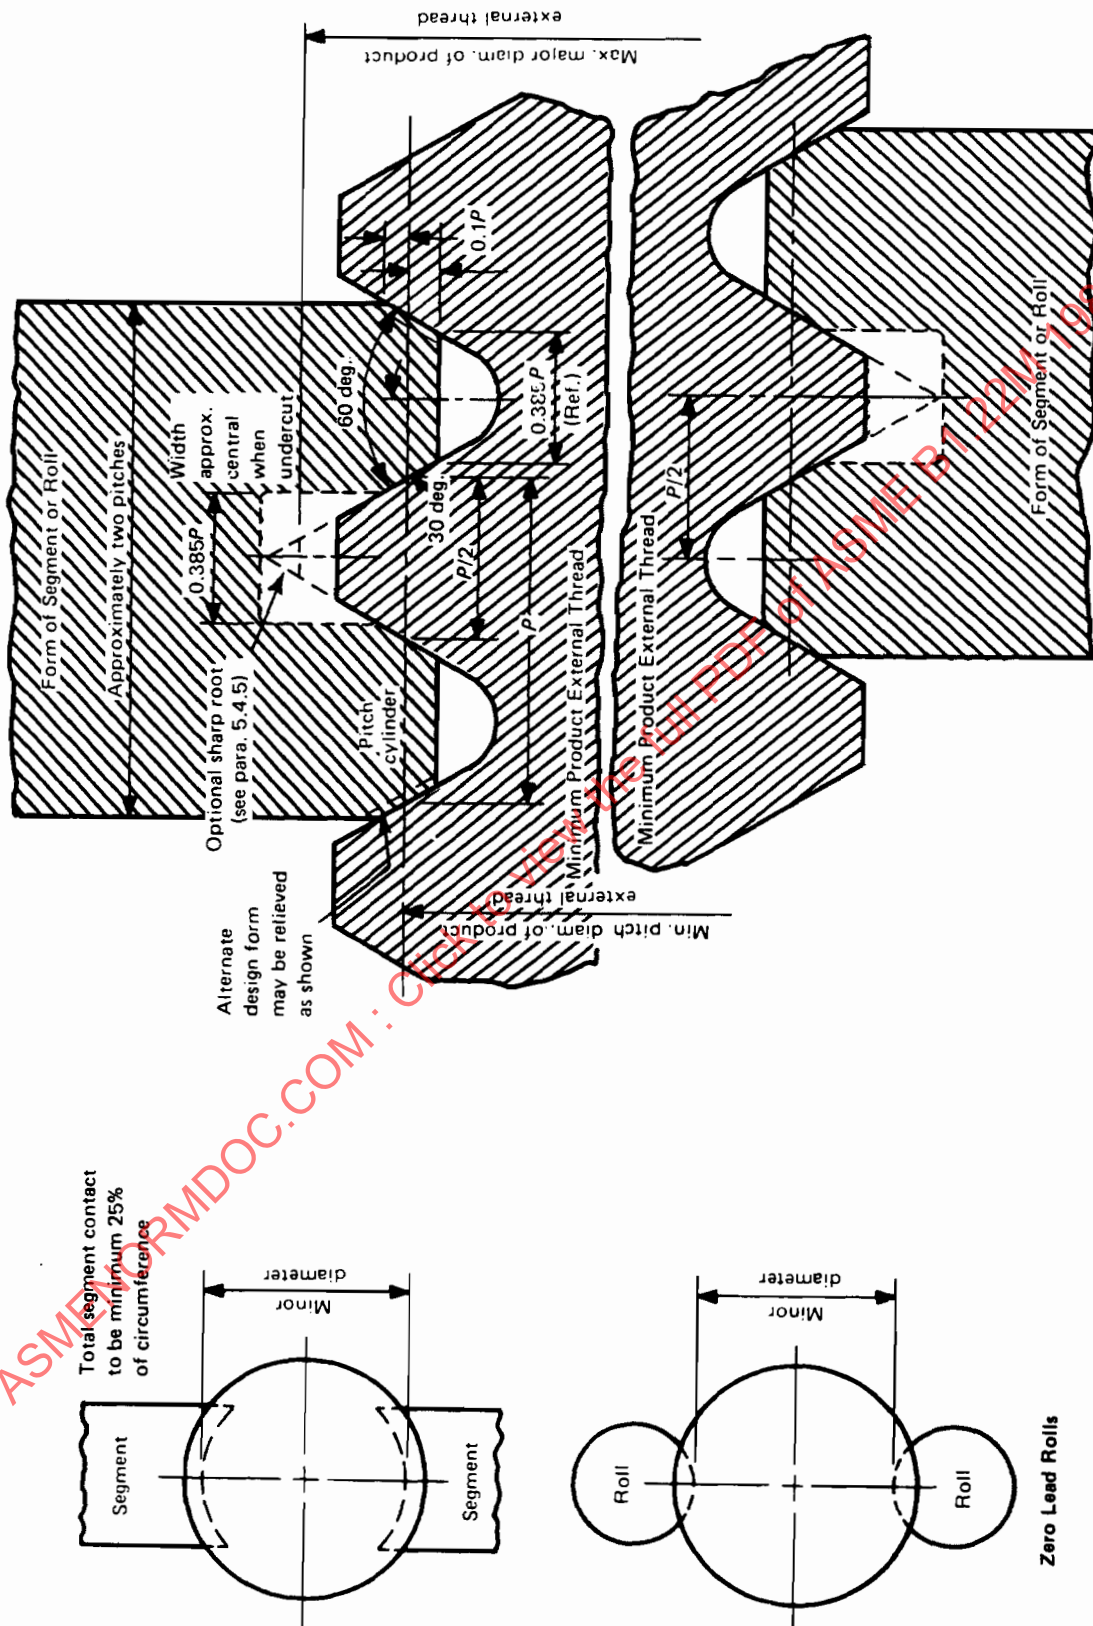 Total segment contact
to be minimum 25%
of circumference
Segment
Segment
Minor
diameter
Roll
Roll
Minor
diameter
Zero Lead Rolls
Form of Segment or Roll
Approximately two pitches
0.385P
Width
approx.
central
when
undercut
Optional sharp root
(see para. 5.4.5)
Alternate
design form
may be relieved
as shown
Pitch
cylinder
60 deg.
30 deg.
P/2
P
0.1P
0.385P
(Ref.)
Max. major diam. of product
external thread
Min. pitch diam. of product
external thread
Minimum Product External Thread
Minimum Product External Thread
P/2
Form of Segment or Roll
ASMENORMDOC.COM : Click to view the full PDF of ASME B1.22M